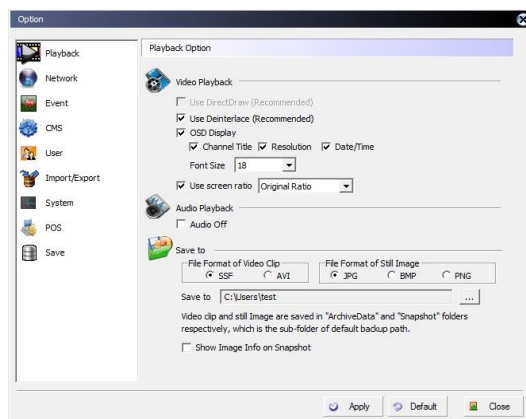 Option
Playback
Network
Event
CMS
User
Import/Export
System
POS
Save
Playback Option
Video Playback
Use DirectDraw (Recommended)
Use Deinterlace (Recommended)
OSD Display
Channel Title Resolution Date/Time
Font Size 18
Use screen ratio Original Ratio
Audio Playback
Audio Off
Save to
File Format of Video Clip File Format of Still Image
SSF AVI JPG BMP PNG
Save to C:\Users\test ...
Video clip and still Image are saved in "ArchiveData" and "Snapshot" folders
respectively, which is the sub-folder of default backup path.
Show Image Info on Snapshot
Apply Default Close